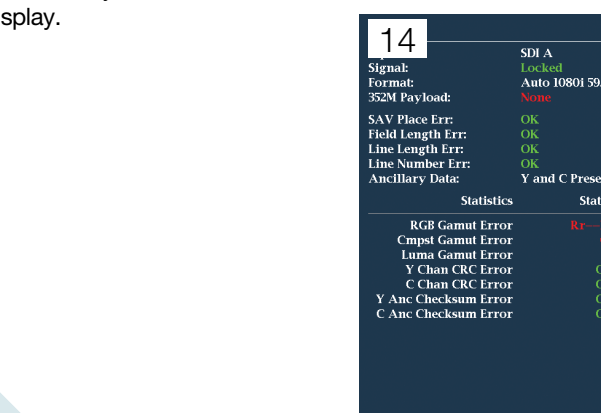 splay.
14
SDI A
Signal: Locked
Format: Auto 1080i 59
352M Payload: None
SAV Place Err: OK
Field Length Err: OK
Line Length Err: OK
Line Number Err: OK
Ancillary Data: Y and C Prese
Statistics Stat
RGB Gamut Error Rr--
Cmpst Gamut Error
Luma Gamut Error
Y Chan CRC Error
C Chan CRC Error
Y Anc Checksum Error
C Anc Checksum Error